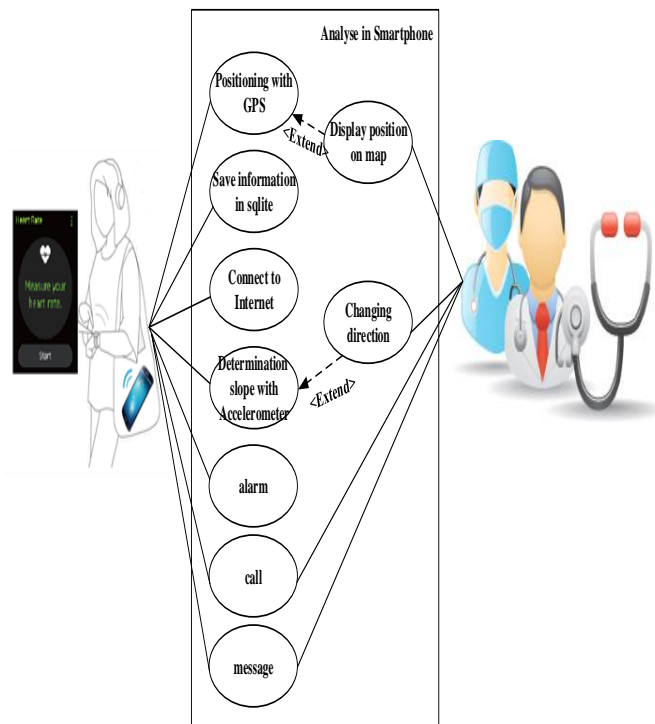 Analyse in Smartphone
Positioning with
GPS
<Extend>
Display position
on map
Save information
in sqlite
Heart Rate
Measure your
heart rate.
Start
Connect to
Internet
Changing
direction
Determination
slope with
Accelerometer
<Extend>
alarm
call
message